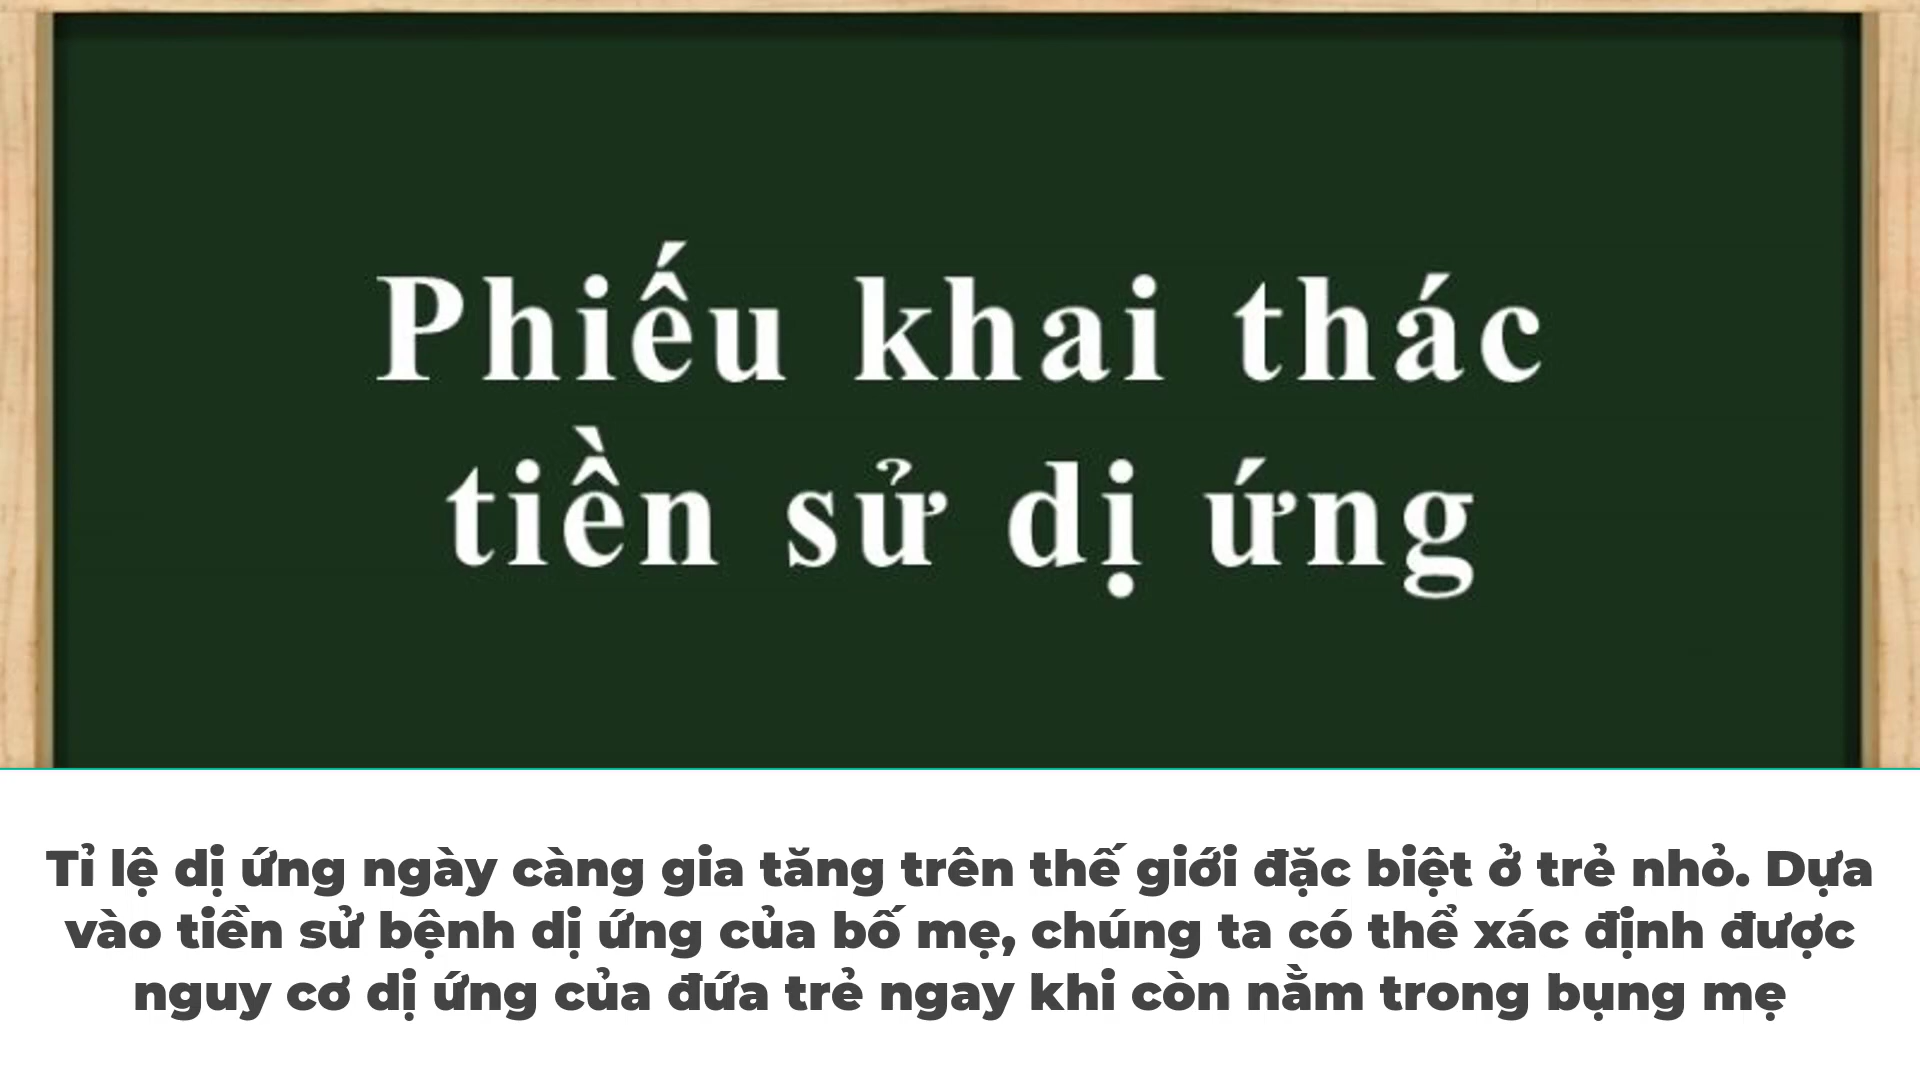 Phiếu khai thác
tiền sử dị ứng
Tỉ lệ dị ứng ngày càng gia tăng trên thế giới đặc biệt ở trẻ nhỏ. Dựa
vào tiền sử bệnh dị ứng của bố mẹ, chúng ta có thể xác định được
nguy cơ dị ứng của đứa trẻ ngay khi còn nằm trong bụng mẹ